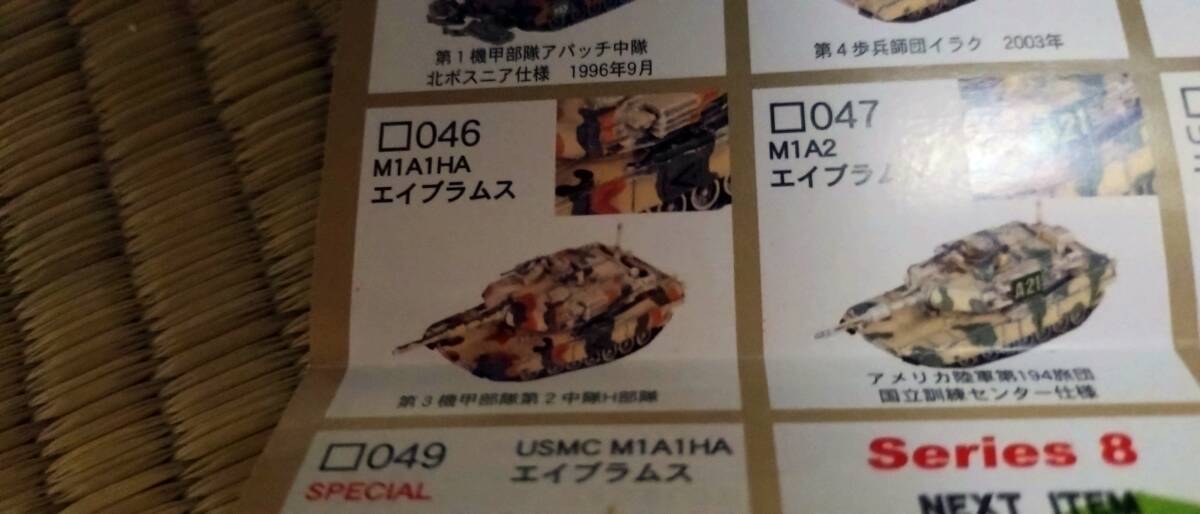 第1機甲部隊アパッチ中隊
北ボスニア仕様 1996年9月
第4歩兵師団イラク 2003年
□046
M1A1HA
エイブラムス
□047
M1A2
エイブラ
A21
第3機甲部隊第2中隊H部隊
アメリカ陸軍第194旅団
国立訓練センター仕様
□049
SPECIAL
USMC M1A1HA
エイブラムス
Series 8
NEXT ITEM